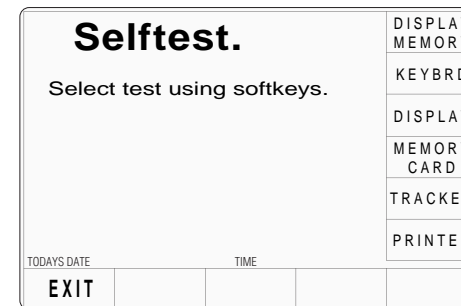 Selftest.
Select test using softkeys.
DISPLA
MEMOR
KEYBRD
DISPLA
MEMOR
CARD
TRACKE
PRINTE
TODAYS DATE
TIME
EXIT